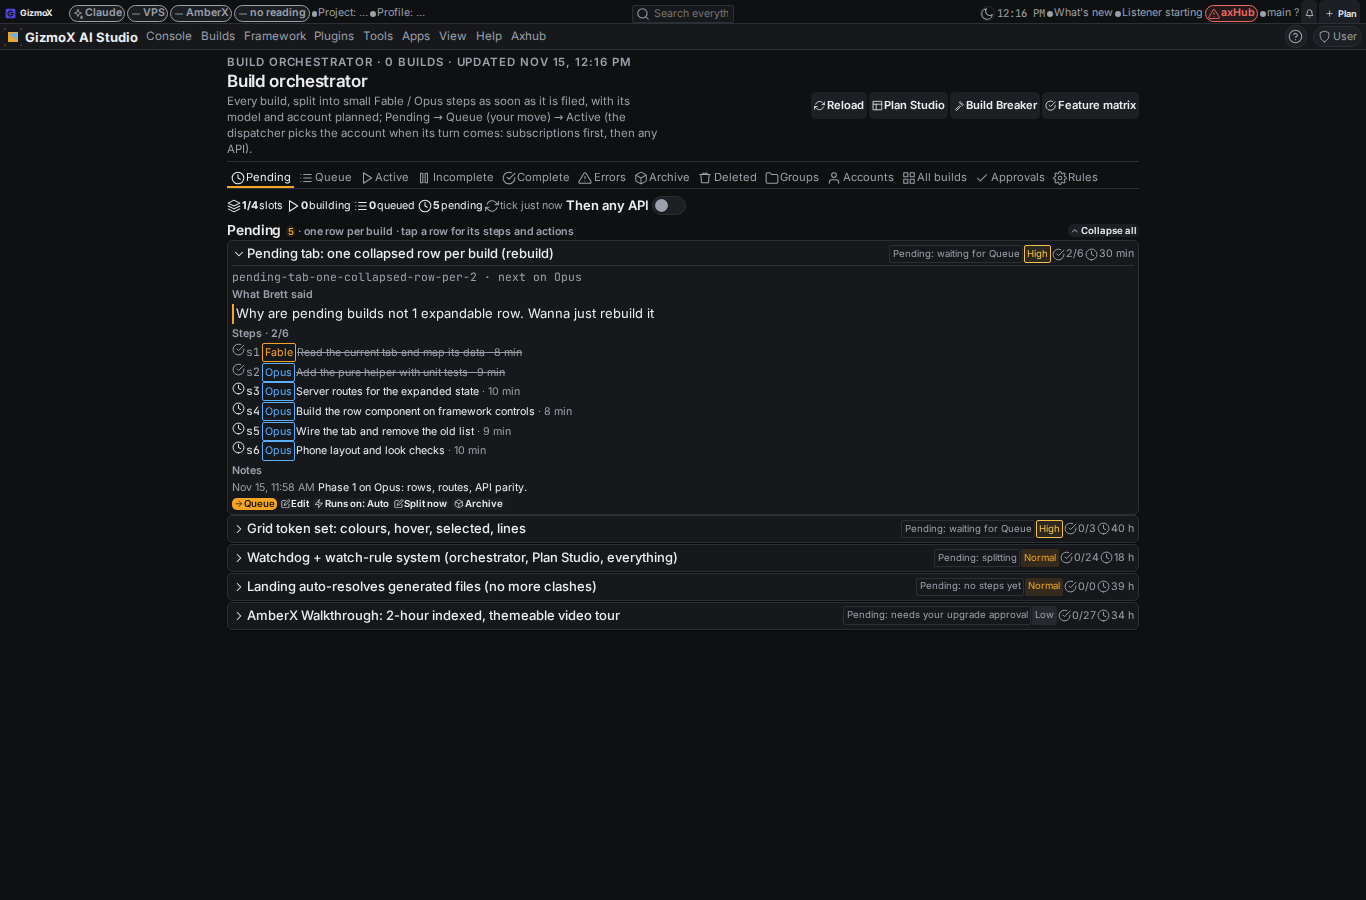 GizmoX Claude VPS AmberX no reading Project: ... Profile: ... Search everyth 12:16 PM What's new Listener starting axHub main ? Plan
GizmoX AI Studio Console Builds Framework Plugins Tools Apps View Help Axhub User
BUILD ORCHESTRATOR · 0 BUILDS · UPDATED NOV 15, 12:16 PM
Build orchestrator
Every build, split into small Fable / Opus steps as soon as it is filed, with its
model and account planned; Pending → Queue (your move) → Active (the
dispatcher picks the account when its turn comes: subscriptions first, then any
API).
Reload Plan Studio Build Breaker Feature matrix
Pending Queue Active Incomplete Complete Errors Archive Deleted Groups Accounts All builds Approvals Rules
1/4 slots 0 building 0 queued 5 pending tick just now Then any API
Pending 5 · one row per build · tap a row for its steps and actions Collapse all
Pending tab: one collapsed row per build (rebuild) Pending: waiting for Queue High 2/6 30 min
pending-tab-one-collapsed-row-per-2 · next on Opus
What Brett said
Why are pending builds not 1 expandable row. Wanna just rebuild it
Steps · 2/6
s1 Fable Read the current tab and map its data · 8 min
s2 Opus Add the pure helper with unit tests · 9 min
s3 Opus Server routes for the expanded state · 10 min
s4 Opus Build the row component on framework controls · 8 min
s5 Opus Wire the tab and remove the old list · 9 min
s6 Opus Phone layout and look checks · 10 min
Notes
Nov 15, 11:58 AM Phase 1 on Opus: rows, routes, API parity.
Queue Edit Runs on: Auto Split now Archive
Grid token set: colours, hover, selected, lines Pending: waiting for Queue High 0/3 40 h
Watchdog + watch-rule system (orchestrator, Plan Studio, everything) Pending: splitting Normal 0/24 18 h
Landing auto-resolves generated files (no more clashes) Pending: no steps yet Normal 0/0 39 h
AmberX Walkthrough: 2-hour indexed, themeable video tour Pending: needs your upgrade approval Low 0/27 34 h